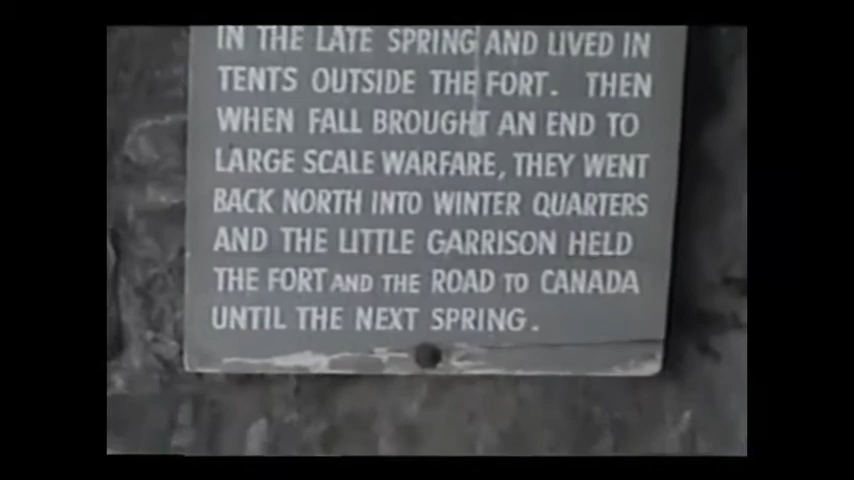 IN THE LATE SPRING AND LIVED IN
TENTS OUTSIDE THE FORT. THEN
WHEN FALL BROUGHT AN END TO
LARGE SCALE WARFARE, THEY WENT
BACK NORTH INTO WINTER QUARTERS
AND THE LITTLE GARRISON HELD
THE FORT AND THE ROAD TO CANADA
UNTIL THE NEXT SPRING.